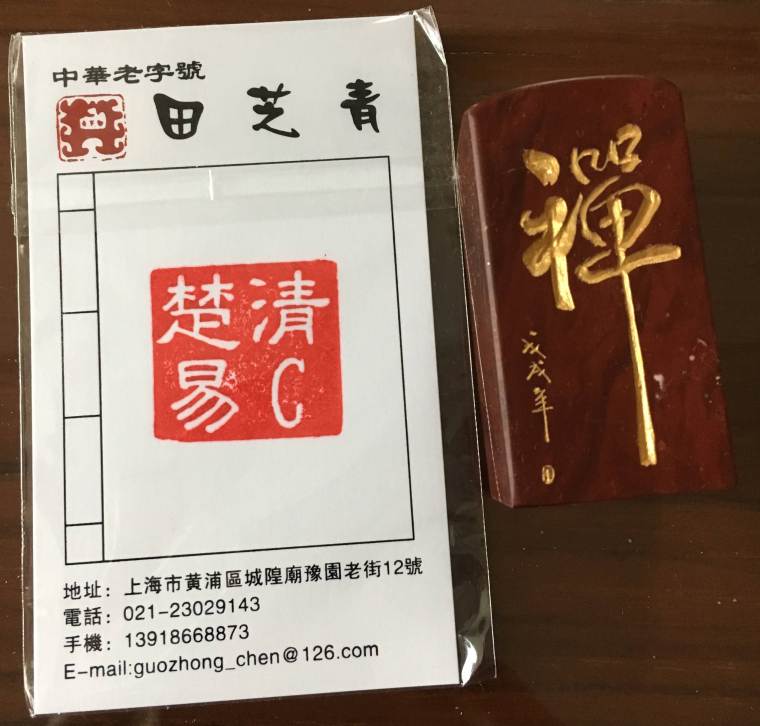 中華老字號
田芝青
楚清
易C
地址：上海市黄浦區城隍廟豫園老街12號
電話：021-23029143
手機：13918668873
E-mail:guozhong_chen@126.com
禪
戊戌年